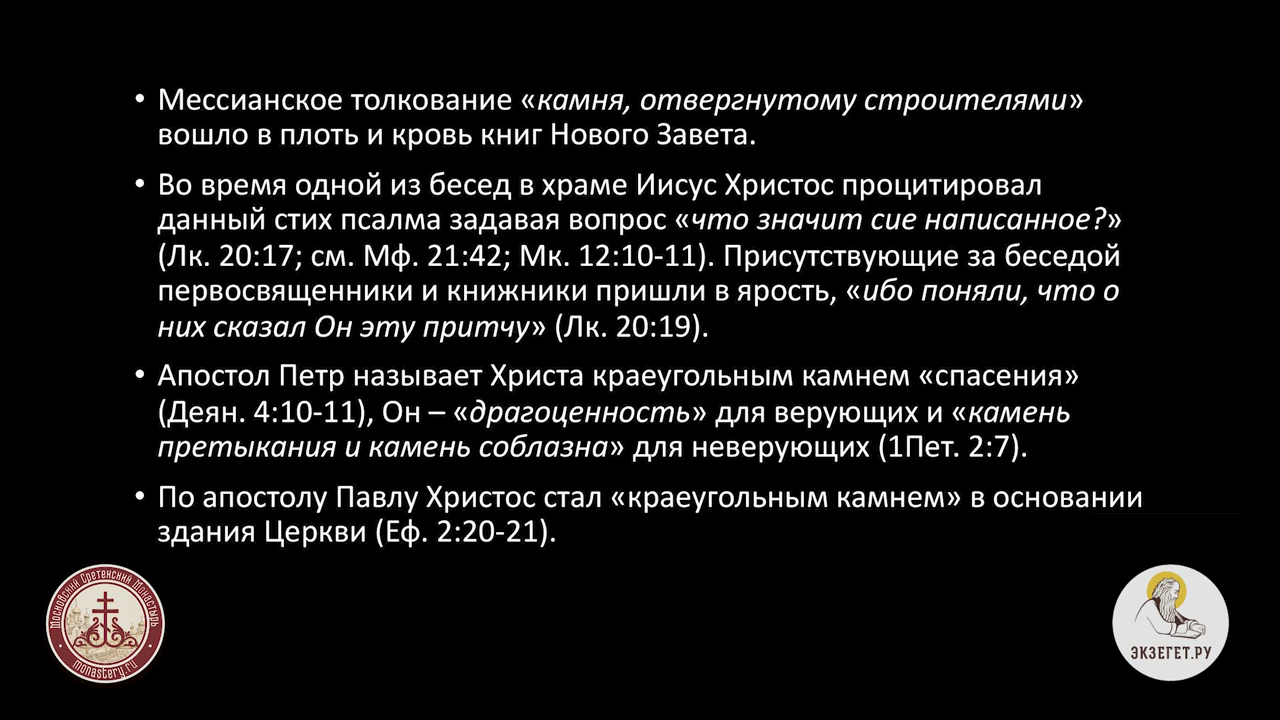 • Мессианское толкование «камня, отвергнутому строителями»
вошло в плоть и кровь книг Нового Завета.
• Во время одной из бесед в храме Иисус Христос процитировал
данный стих псалма задавая вопрос «что значит сие написанное?»
(Лк. 20:17; см. Мф. 21:42; Мк. 12:10-11). Присутствующие за беседой
первосвященники и книжники пришли в ярость, «ибо поняли, что о
них сказал Он эту притчу» (Лк. 20:19).
• Апостол Петр называет Христа краеугольным камнем «спасения»
(Деян. 4:10-11), Он – «драгоценность» для верующих и «камень
претыкания и камень соблазна» для неверующих (1Пет. 2:7).
• По апостолу Павлу Христос стал «краеугольным камнем» в основании
здания Церкви (Еф. 2:20-21).
Московский Сретенский Монастырь
monastery.ru
ЭКЗЕГЕТ.РУ